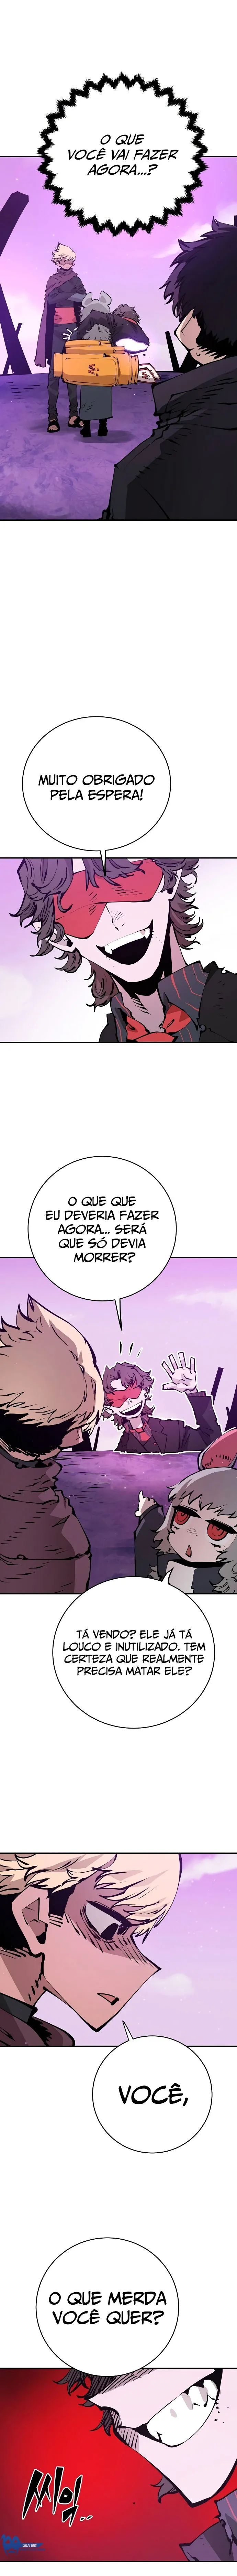 O QUE
VOCÊ VAI FAZER
AGORA...?
MUITO OBRIGADO
PELA ESPERA!
O QUE QUE
EU DEVERIA FAZER
AGORA... SERÁ
QUE SÓ DEVIA
MORRER?
TÁ VENDO? ELE JÁ TÁ
LOUCO E INUTILIZADO. TEM
CERTEZA QUE REALMENTE
PRECISA MATAR ELE?
VOCÊ,
O QUE MERDA
VOCÊ QUER?
씨익..